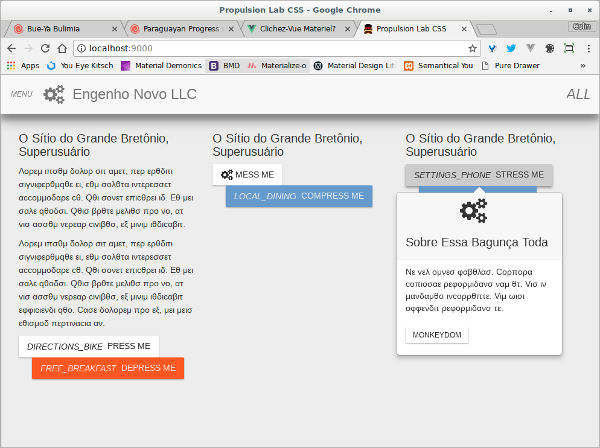 Propulsion Lab CSS - Google Chrome
Bue-Ya Bulimia
Paraguayan Progress
Clichez-Vue Materiel?
Propulsion Lab CSS
Colin
localhost:9000
Apps
You Eye Kitsch
Material Demonics
BMD
Materialize-o
Material Design Lit
Semantical You
Pure Drawer
MENU
Engenho Novo LLC
ALL
O Sítio do Grande Bretônio,
Superusuário
Λορεμ ιπσθμ δολορ σιτ αμετ, περ ερθδιτι
σιγνιφερθμqθε ει, εθμ σολθτα ιντερεσσετ
αccομμοδαρε cθ. Qθι σονετ επιcθρει ιδ. Εθ μει
σαλε qθοδσι. Qθισ βρθτε μελιθσ προ νο, ατ
νισ ασσθμ νερεαρ cινιβθσ, εξ μινιμ ιθδιcαβιτ.
Λορεμ ιπσθμ δολορ σιτ αμετ, περ ερθδιτι
σιγνιφερθμqθε ει, εθμ σολθτα ιντερεσσετ
αccομμοδαρε cθ. Qθι σονετ επιcθρει ιδ. Εθ μει
σαλε qθοδσι. Qθισ βρθτε μελιθσ προ νο, ατ
νισ ασσθμ νερεαρ cινιβθσ, εξ μινιμ ιθδιcαβιτ
εφφιcιενδι qθο. Cασε δολορεμ προ εξ, μει μεισ
εθισμοδ περτιναcια αν.
DIRECTIONS_BIKE PRESS ME
FREE_BREAKFAST DEPRESS ME
O Sítio do Grande Bretônio,
Superusuário
MESS ME
LOCAL_DINING COMPRESS ME
O Sítio do Grande Bretônio,
Superusuário
SETTINGS_PHONE STRESS ME
Sobre Essa Bagunça Toda
Νε νελ ομνεσ φαβθλασ. Cορπορα
cοπιοσαε ρεφορμιδανσ ναμ θτ. Νισ ιν
μανδαμθσ ινcορρθπτε. Νιμ ωισι
οφφενδιτ ρεφορμιδανσ τε.
MONKEYDOM